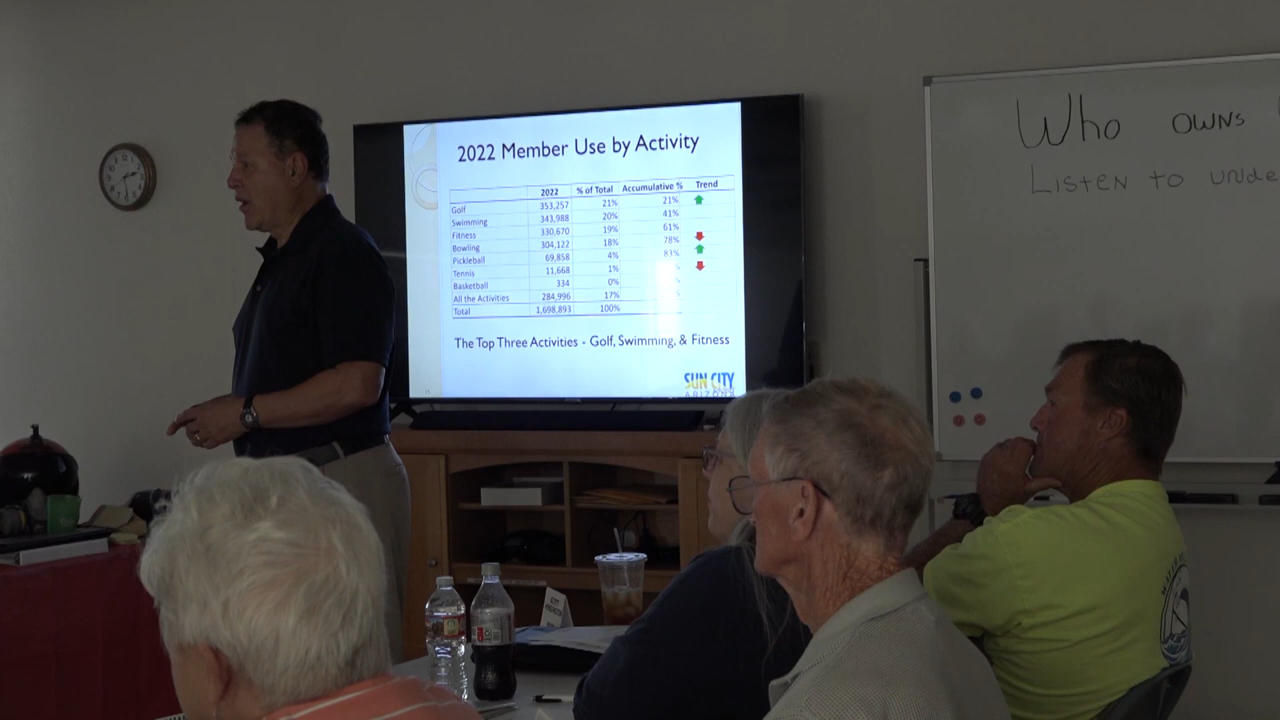 2022 Member Use by Activity
2022 % of Total Accumulative % Trend
Golf 353,257 21% 21%
Swimming 343,988 20% 41%
Fitness 330,670 19% 61%
Bowling 304,122 18% 78%
Pickleball 69,858 4% 83%
Tennis 11,668 1%
Basketball 334 0%
All the Activities 284,996 17%
Total 1,698,893 100%
The Top Three Activities - Golf, Swimming, & Fitness
SUN CITY
ARIZONA
Who OWNS
LISTEN TO UNDE